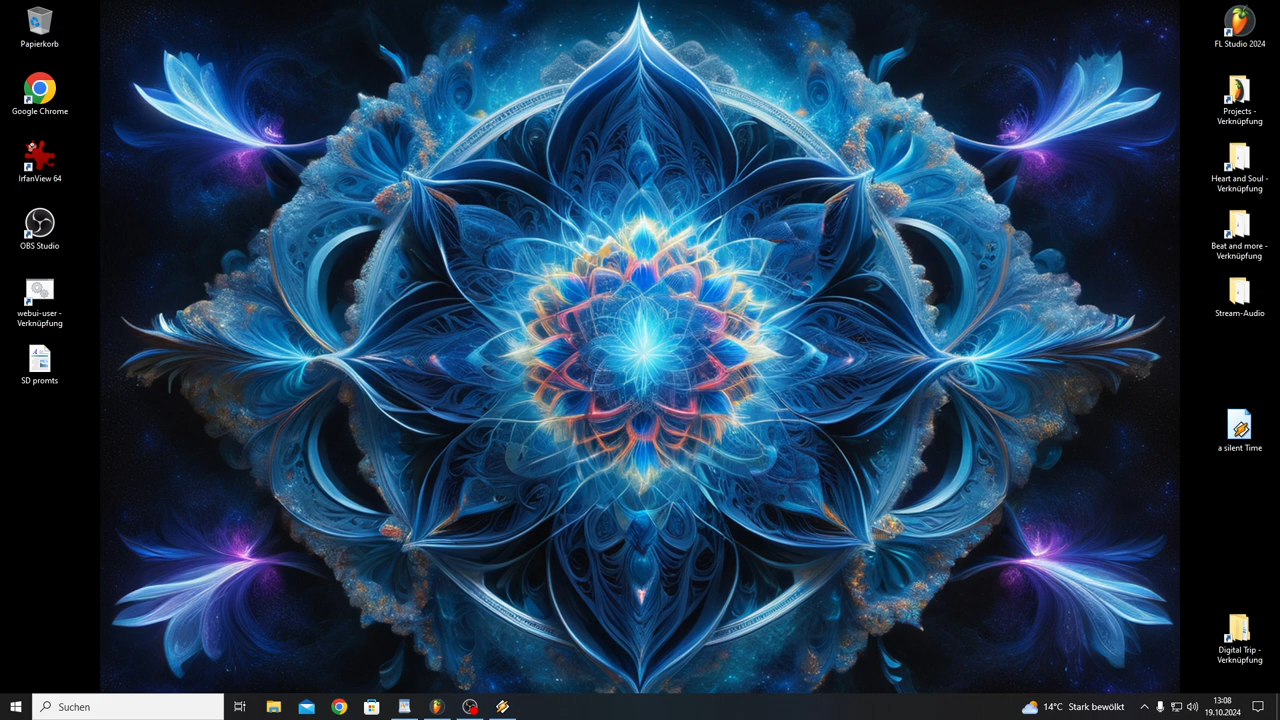 Papierkorb
Google Chrome
IrfanView 64
OBS Studio
webui-user -
Verknüpfung
SD promts
FL Studio 2024
Projects -
Verknüpfung
Heart and Soul -
Verknüpfung
Beat and more -
Verknüpfung
Stream-Audio
a silent Time
Digital Trip -
Verknüpfung
Suchen
14°C Stark bewölkt
13:08
19.10.2024